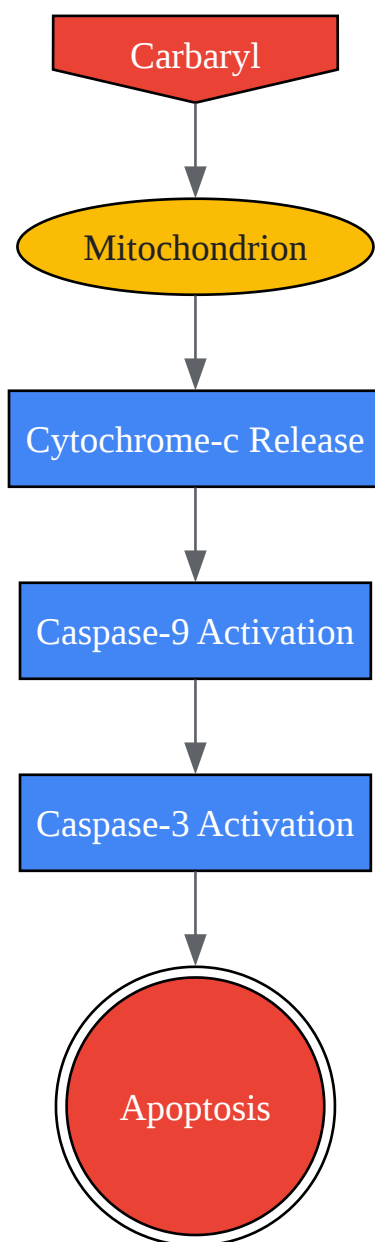 Carbaryl
Mitochondrion
Cytochrome-c Release
Caspase-9 Activation
Caspase-3 Activation
Apoptosis